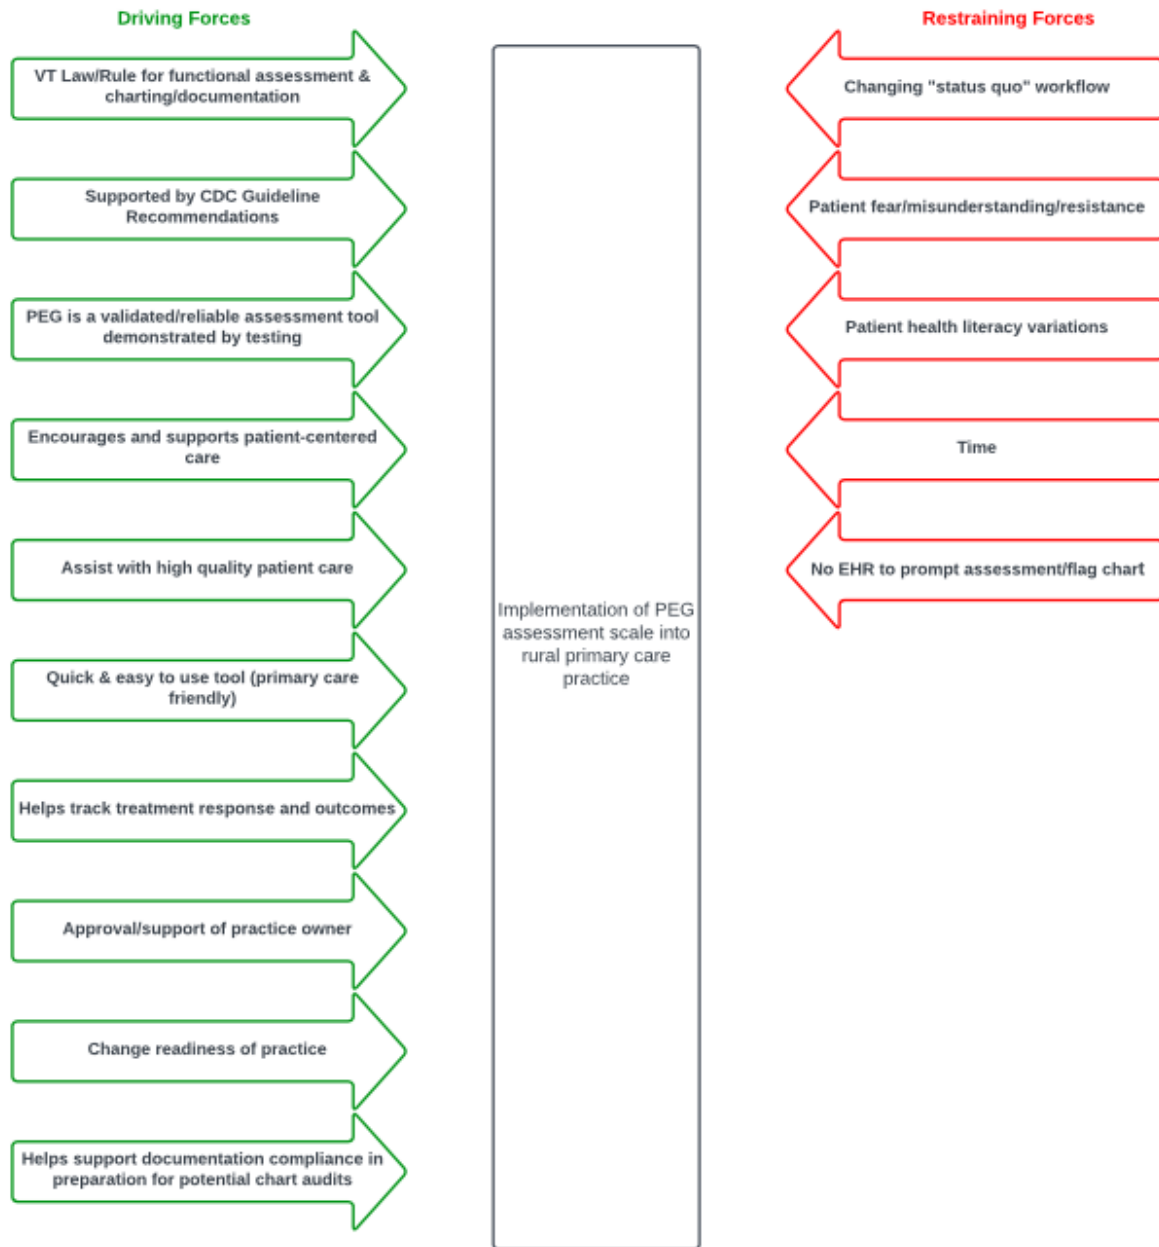 Driving Forces
VT Law/Rule for functional assessment &
charting/documentation
Supported by CDC Guideline
Recommendations
PEG is a validated/reliable assessment tool
demonstrated by testing
Encourages and supports patient-centered
care
Assist with high quality patient care
Quick & easy to use tool (primary care
friendly)
Helps track treatment response and outcomes
Approval/support of practice owner
Change readiness of practice
Helps support documentation compliance in
preparation for potential chart audits
Implementation of PEG
assessment scale into
rural primary care
practice
Restraining Forces
Changing "status quo" workflow
Patient fear/misunderstanding/resistance
Patient health literacy variations
Time
No EHR to prompt assessment/flag chart